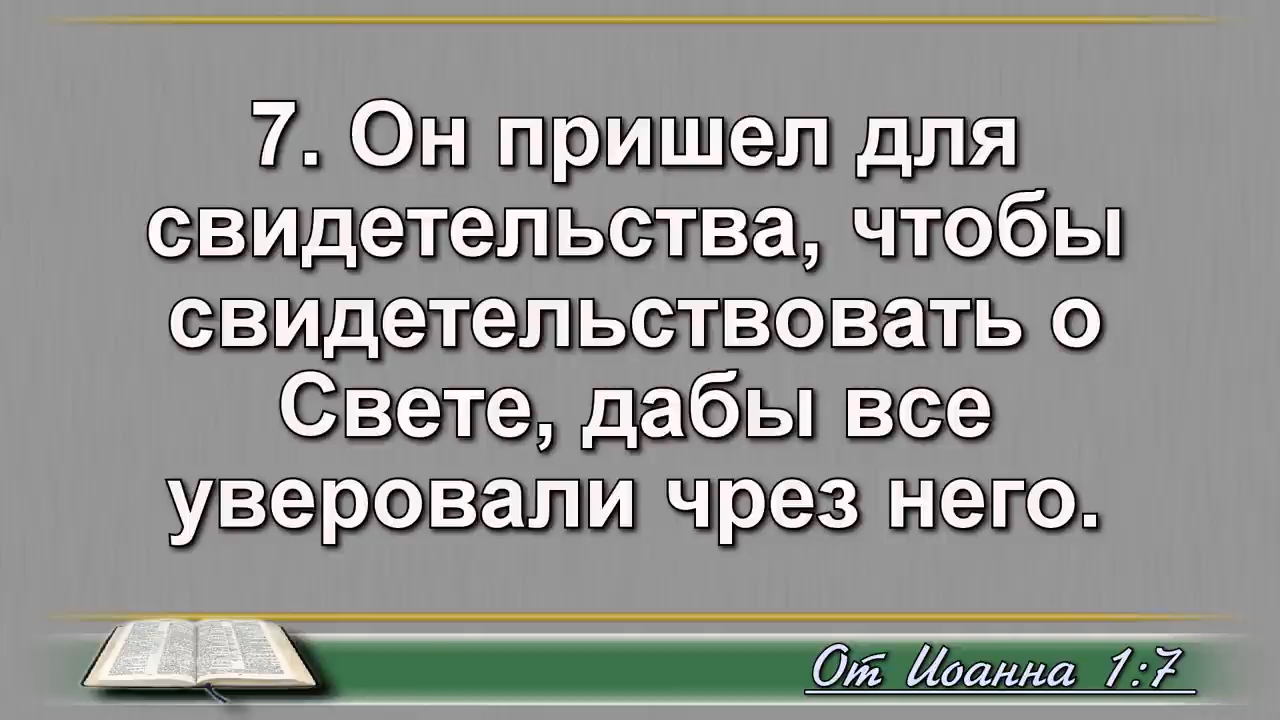 7. Он пришел для
свидетельства, чтобы
свидетельствовать о
Свете, дабы все
уверовали чрез него.
От Иоанна 1:7